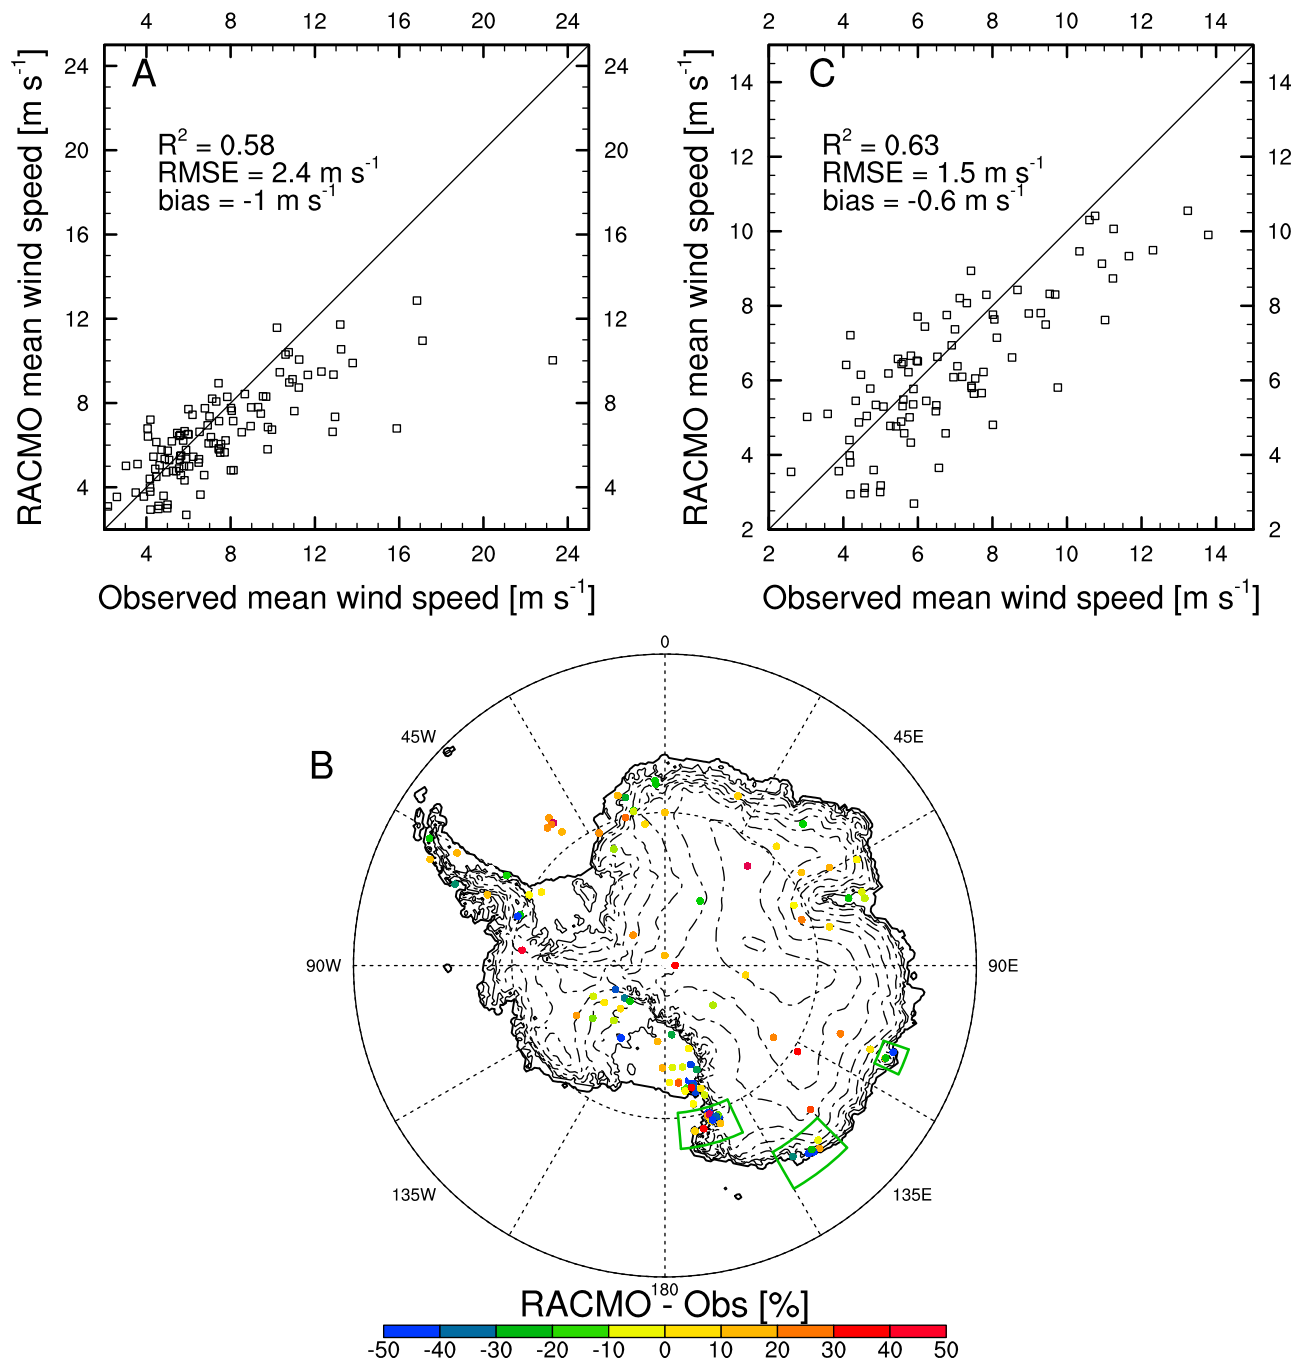 4 8 12 16 20 24
2 4 6 8 10 12 14
A
R² = 0.58
RMSE = 2.4 m s⁻¹
bias = -1 m s⁻¹
RACMO mean wind speed [m s⁻¹]
24 24
20 20
16 16
12 12
8 8
4 4
4 8 12 16 20 24
Observed mean wind speed [m s⁻¹]
C
R² = 0.63
RMSE = 1.5 m s⁻¹
bias = -0.6 m s⁻¹
RACMO mean wind speed [m s⁻¹]
14 14
12 12
10 10
8 8
6 6
4 4
2 2
2 4 6 8 10 12 14
Observed mean wind speed [m s⁻¹]
0
45W 45E
B
90W 90E
135W 135E
180
RACMO - Obs [%]
-50 -40 -30 -20 -10 0 10 20 30 40 50